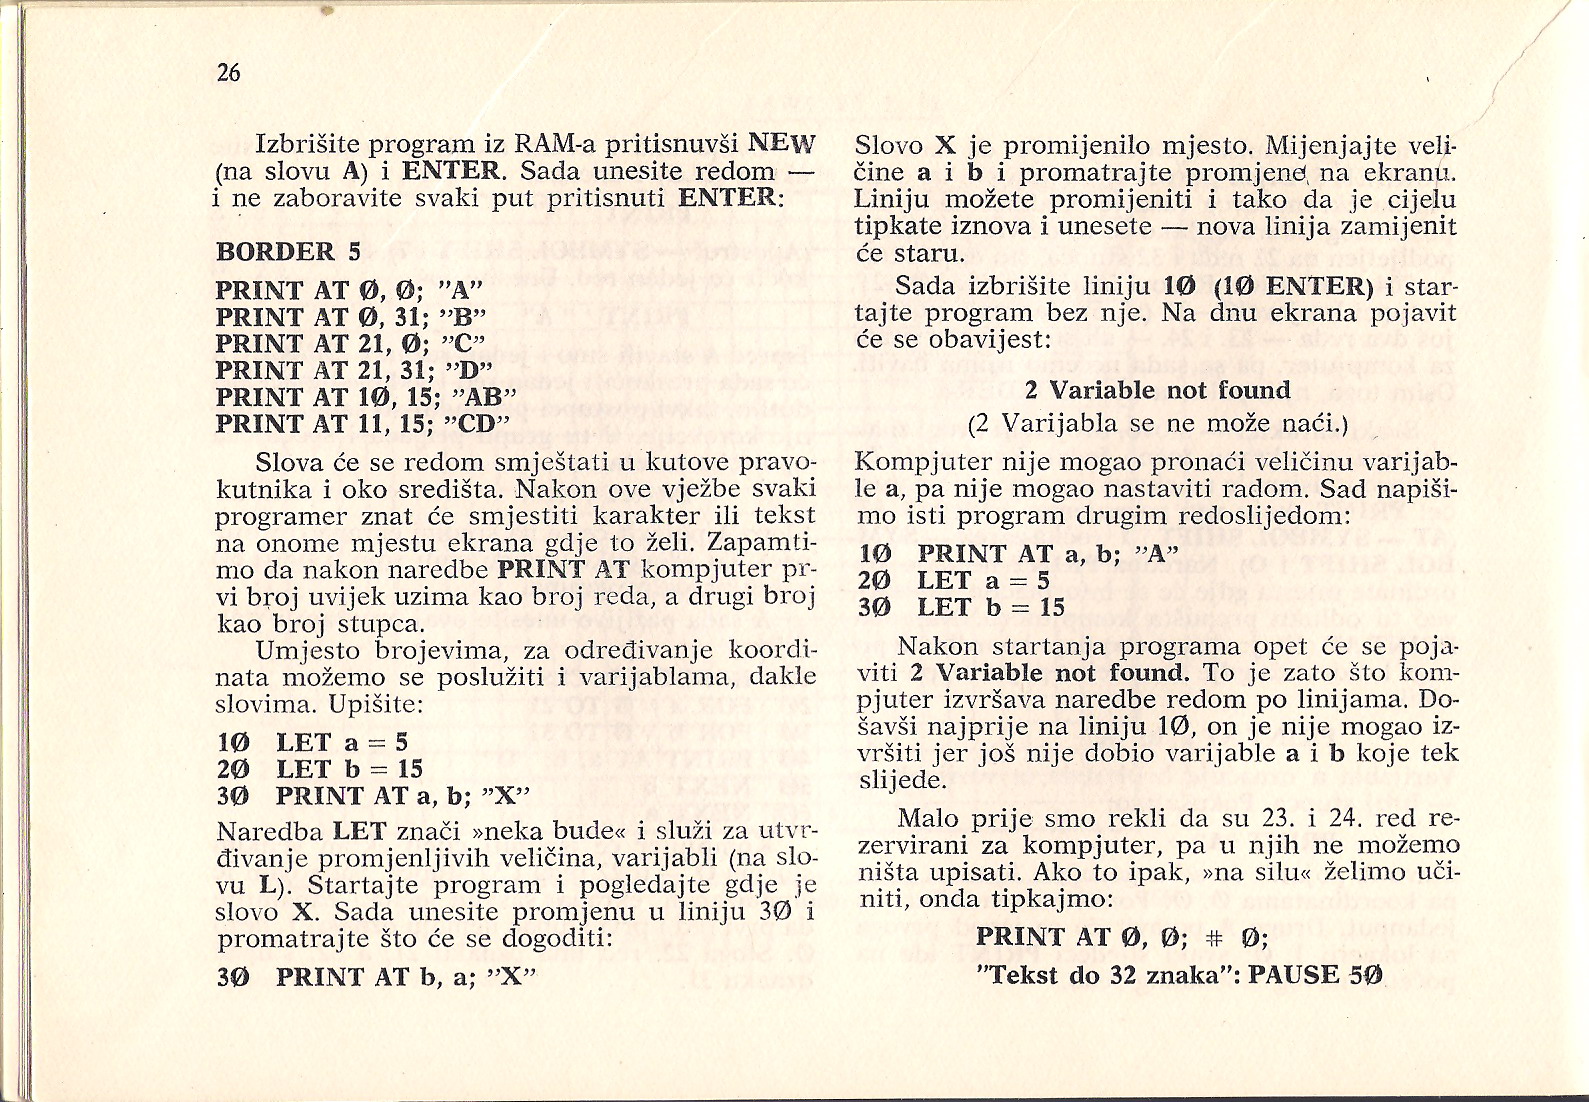 26
Izbrišite program iz RAM-a pritisnuvši NEW
(na slovu A) i ENTER. Sada unesite redom —
i ne zaboravite svaki put pritisnuti ENTER:
BORDER 5
PRINT AT Ø, Ø; ”A”
PRINT AT Ø, 31; ”B”
PRINT AT 21, Ø; ”C”
PRINT AT 21, 31; ”D”
PRINT AT 1Ø, 15; ”AB”
PRINT AT 11, 15; ”CD”
Slova će se redom smještati u kutove pravo-
kutnika i oko središta. Nakon ove vježbe svaki
programer znat će smjestiti karakter ili tekst
na onome mjestu ekrana gdje to želi. Zapamti-
mo da nakon naredbe PRINT AT kompjuter pr-
vi broj uvijek uzima kao broj reda, a drugi broj
kao broj stupca.
Umjesto brojevima, za određivanje koordi-
nata možemo se poslužiti i varijablama, dakle
slovima. Upišite:
1Ø LET a = 5
2Ø LET b = 15
3Ø PRINT AT a, b; ”X”
Naredba LET znači »neka bude« i služi za utvr-
đivanje promjenljivih veličina, varijabli (na slo-
vu L). Startajte program i pogledajte gdje je
slovo X. Sada unesite promjenu u liniju 3Ø i
promatrajte što će se dogoditi:
3Ø PRINT AT b, a; ”X”
Slovo X je promijenilo mjesto. Mijenjajte veli-
čine a i b i promatrajte promjene na ekranu.
Liniju možete promijeniti i tako da je cijelu
tipkate iznova i unesete — nova linija zamijenit
će staru.
Sada izbrišite liniju 1Ø (1Ø ENTER) i star-
tajte program bez nje. Na dnu ekrana pojavit
će se obavijest:
2 Variable not found
(2 Varijabla se ne može naći.)
Kompjuter nije mogao pronaći veličinu varijab-
le a, pa nije mogao nastaviti radom. Sad napiši-
mo isti program drugim redoslijedom:
1Ø PRINT AT a, b; ”A”
2Ø LET a = 5
3Ø LET b = 15
Nakon startanja programa opet će se poja-
viti 2 Variable not found. To je zato što kom-
pjuter izvršava naredbe redom po linijama. Do-
šavši najprije na liniju 1Ø, on je nije mogao iz-
vršiti jer još nije dobio varijable a i b koje tek
slijede.
Malo prije smo rekli da su 23. i 24. red re-
zervirani za kompjuter, pa u njih ne možemo
ništa upisati. Ako to ipak, »na silu« želimo uči-
niti, onda tipkajmo:
PRINT AT Ø, Ø; # Ø;
”Tekst do 32 znaka”: PAUSE 5Ø